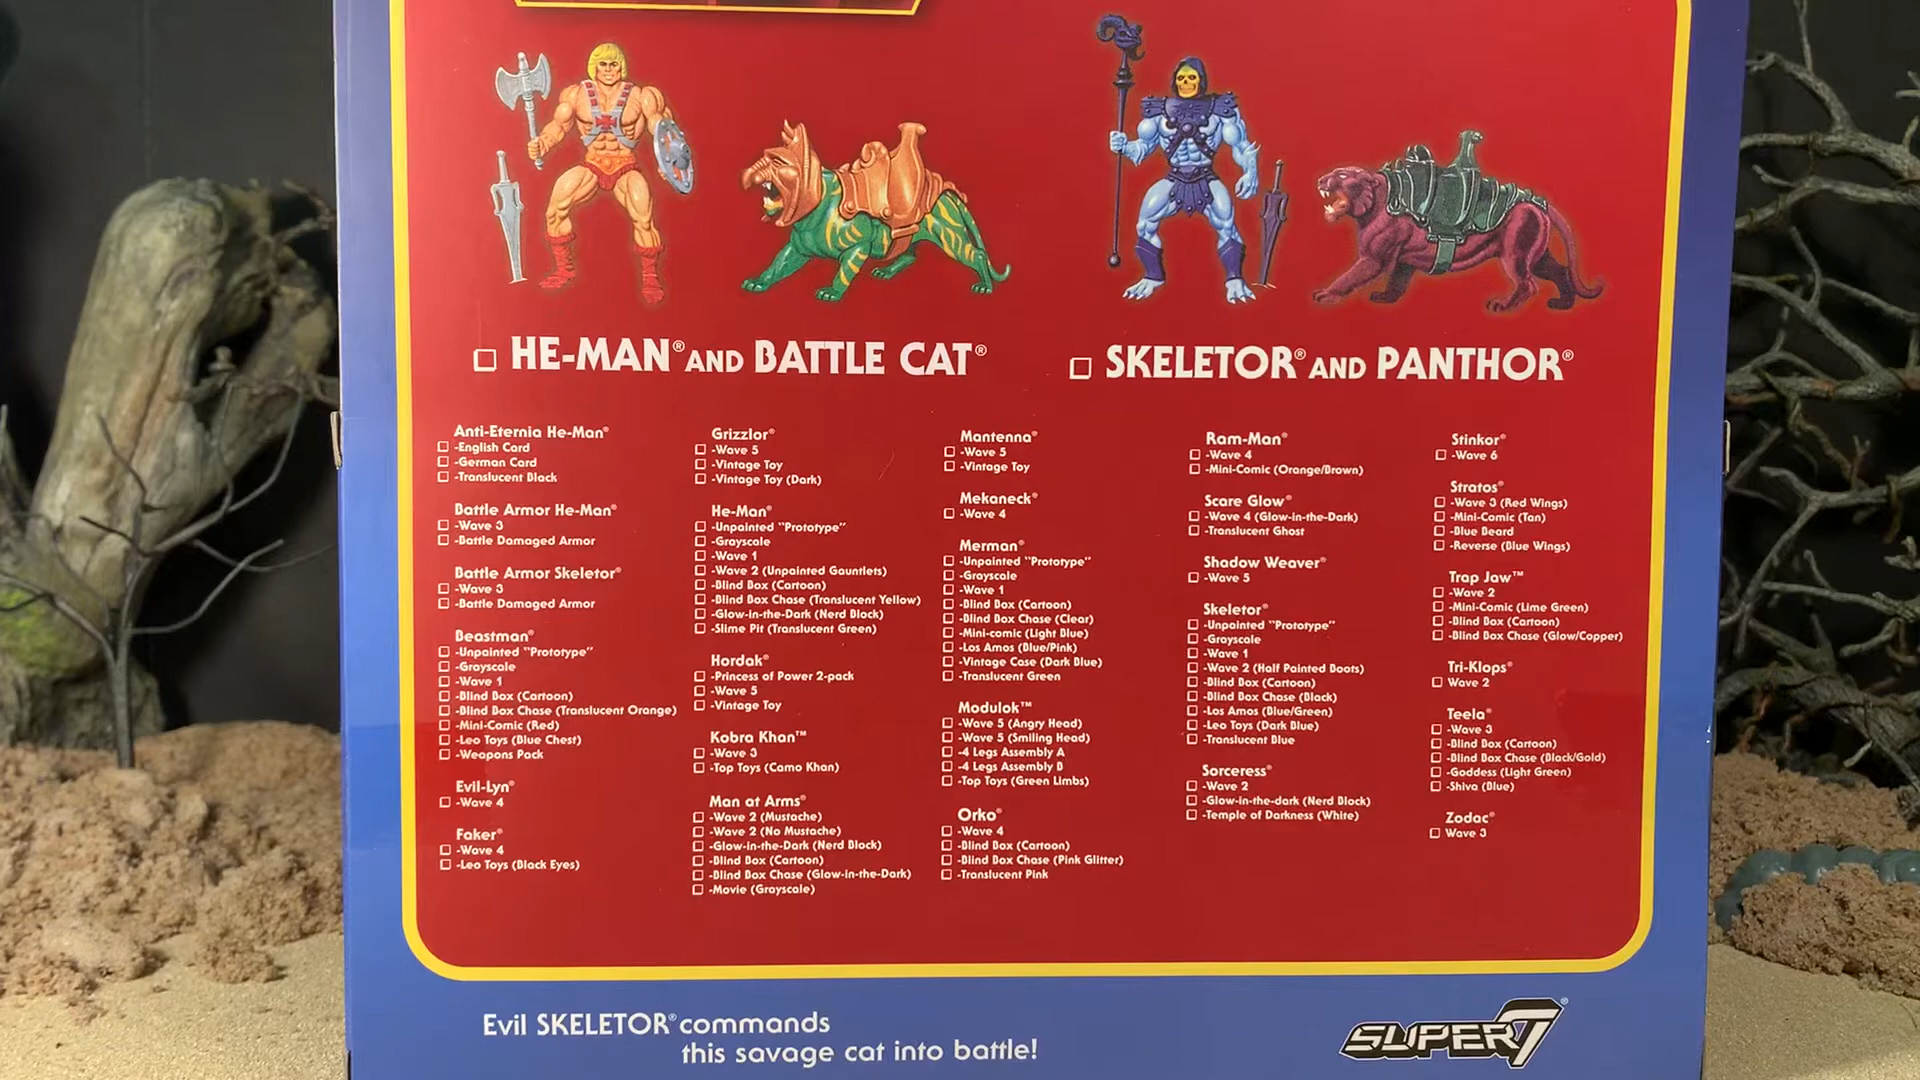 HE-MAN® AND BATTLE CAT®
SKELETOR® AND PANTHOR®
Anti-Eternia He-Man®
-English Card
-German Card
-Translucent Black
Battle Armor He-Man®
-Wave 3
-Battle Damaged Armor
Battle Armor Skeletor®
-Wave 3
-Battle Damaged Armor
Beastman®
-Unpainted "Prototype"
-Grayscale
-Wave 1
-Blind Box (Cartoon)
-Blind Box Chase (Translucent Orange)
-Mini-Comic (Red)
-Leo Toys (Blue Chest)
-Weapons Pack
Evil-Lyn®
-Wave 4
Faker®
-Wave 4
-Leo Toys (Black Eyes)
Grizzlor®
-Wave 5
-Vintage Toy
-Vintage Toy (Dark)
He-Man®
-Unpainted "Prototype"
-Grayscale
-Wave 1
-Wave 2 (Unpainted Gauntlets)
-Blind Box (Cartoon)
-Blind Box Chase (Translucent Yellow)
-Glow-in-the-Dark (Nerd Block)
-Slime Pit (Translucent Green)
Hordak®
-Princess of Power 2-pack
-Wave 5
-Vintage Toy
Kobra Khan™
-Wave 3
-Top Toys (Camo Khan)
Man at Arms®
-Wave 2 (Mustache)
-Wave 2 (No Mustache)
-Glow-in-the-Dark (Nerd Block)
-Blind Box (Cartoon)
-Blind Box Chase (Glow-in-the-Dark)
-Movie (Grayscale)
Mantenna®
-Wave 5
-Vintage Toy
Mekaneck®
-Wave 4
Merman®
-Unpainted "Prototype"
-Grayscale
-Wave 1
-Blind Box (Cartoon)
-Blind Box Chase (Clear)
-Mini-comic (Light Blue)
-Los Amos (Blue/Pink)
-Vintage Case (Dark Blue)
-Translucent Green
Modulok™
-Wave 5 (Angry Head)
-Wave 5 (Smiling Head)
-4 Legs Assembly A
-4 Legs Assembly B
-Top Toys (Green Limbs)
Orko®
-Wave 4
-Blind Box (Cartoon)
-Blind Box Chase (Pink Glitter)
-Translucent Pink
Ram-Man®
-Wave 4
-Mini-Comic (Orange/Brown)
Scare Glow®
-Wave 4 (Glow-in-the-Dark)
-Translucent Ghost
Shadow Weaver®
-Wave 5
Skeletor®
-Unpainted "Prototype"
-Grayscale
-Wave 1
-Wave 2 (Half Painted Boots)
-Blind Box (Cartoon)
-Blind Box Chase (Black)
-Los Amos (Blue/Green)
-Leo Toys (Dark Blue)
-Translucent Blue
Sorceress®
-Wave 2
-Glow-in-the-dark (Nerd Block)
-Temple of Darkness (White)
Stinkor®
-Wave 6
Stratos®
-Wave 3 (Red Wings)
-Mini-Comic (Tan)
-Blue Beard
-Reverse (Blue Wings)
Trap Jaw™
-Wave 2
-Mini-Comic (Lime Green)
-Blind Box (Cartoon)
-Blind Box Chase (Glow/Copper)
Tri-Klops®
Wave 2
Teela®
-Wave 3
-Blind Box (Cartoon)
-Blind Box Chase (Black/Gold)
-Goddess (Light Green)
-Shiva (Blue)
Zodac®
Wave 3
Evil SKELETOR® commands
this savage cat into battle!
SUPER7®